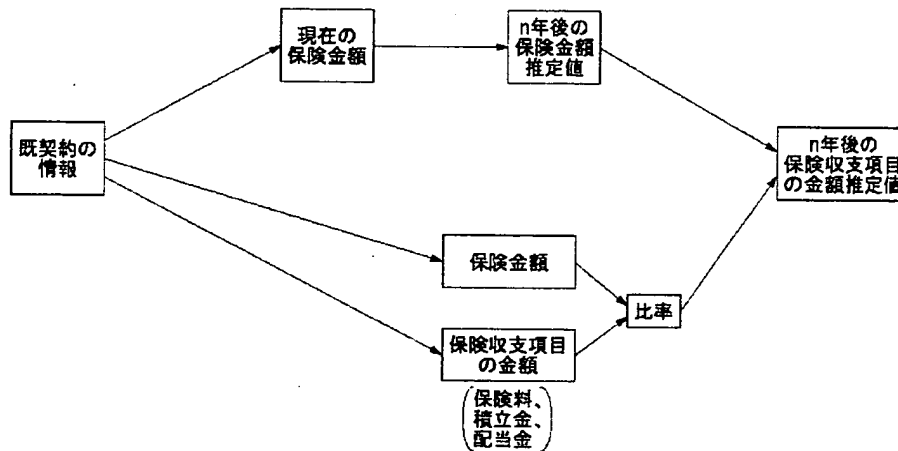 現在の
保険金額
n年後の
保険金額
推定値
既契約の
情報
n年後の
保険収支項目
の金額推定値
保険金額
比率
保険収支項目
の金額
保険料、
積立金、
配当金